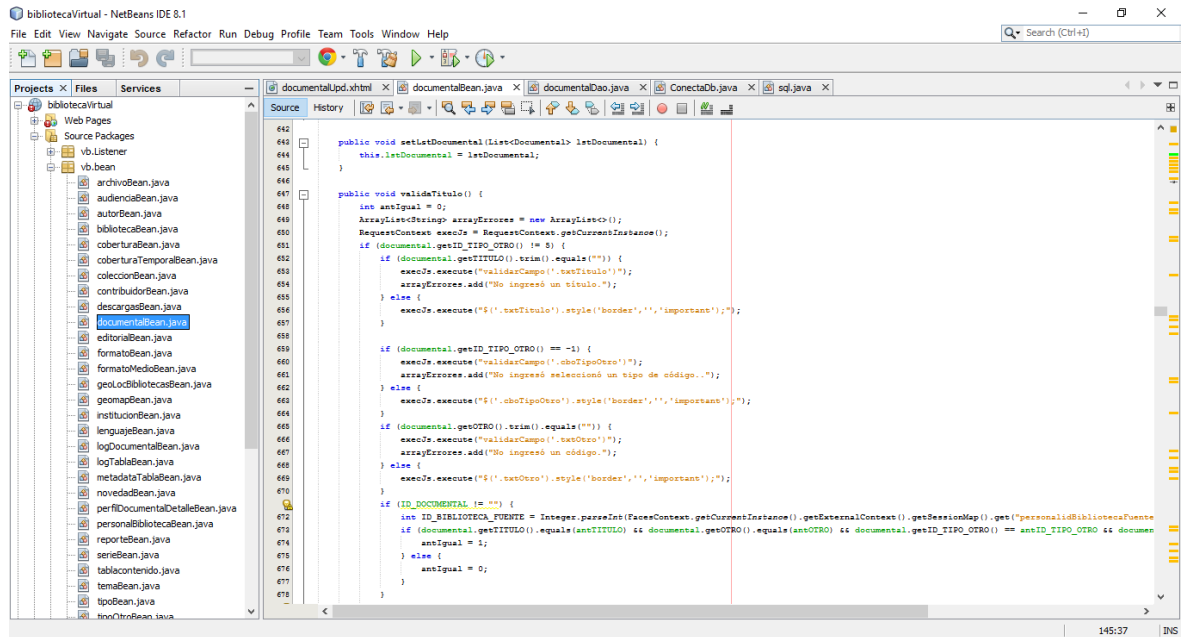 bibliotecaVirtual - NetBeans IDE 8.1
File Edit View Navigate Source Refactor Run Debug Profile Team Tools Window Help
Search (Ctrl+I)
Projects Files Services
documentalUpd.xhtml documentalBean.java documentalDao.java ConectaDb.java sql.java
Source History
bibliotecaVirtual
Web Pages
Source Packages
vb.Listener
vb.bean
archivoBean.java
audienciaBean.java
autorBean.java
bibliotecaBean.java
coberturaBean.java
coberturaTemporalBean.java
coleccionBean.java
contribuidorBean.java
descargasBean.java
documentalBean.java
editorialBean.java
formatoBean.java
formatoMedioBean.java
geoLocBibliotecasBean.java
geomapBean.java
institucionBean.java
lenguajeBean.java
logDocumentalBean.java
logTablaBean.java
metadataTablaBean.java
novedadBean.java
perfilDocumentalDetalleBean.java
personalBibliotecaBean.java
reporteBean.java
serieBean.java
tablacontenido.java
temaBean.java
tipoBean.java
tipoOtroBean.java
642
643 public void setLstDocumental(List<Documental> lstDocumental) {
644 this.lstDocumental = lstDocumental;
645 }
646
647 public void validaTitulo() {
648 int antIgual = 0;
649 ArrayList<String> arrayErrores = new ArrayList<>();
650 RequestContext execJs = RequestContext.getCurrentInstance();
651 if (documental.getID_TIPO_OTRO() != 5) {
652 if (documental.getTITULO().trim().equals("")) {
653 execJs.execute("validarCampo('.txtTitulo')");
654 arrayErrores.add("No ingresó un título.");
655 } else {
656 execJs.execute("$('.txtTitulo').style('border','','important');");
657 }
658
659 if (documental.getID_TIPO_OTRO() == -1) {
660 execJs.execute("validarCampo('.cboTipoOtro')");
661 arrayErrores.add("No ingresó seleccionó un tipo de código..");
662 } else {
663 execJs.execute("$('.cboTipoOtro').style('border','','important');");
664 }
665 if (documental.getOTRO().trim().equals("")) {
666 execJs.execute("validarCampo('.txtOtro')");
667 arrayErrores.add("No ingresó un código.");
668 } else {
669 execJs.execute("$('.txtOtro').style('border','','important');");
670 }
if (ID_DOCUMENTAL != "") {
672 int ID_BIBLIOTECA_FUENTE = Integer.parseInt(FacesContext.getCurrentInstance().getExternalContext().getSessionMap().get("personalidBibliotecaFuente
673 if (documental.getTITULO().equals(antTITULO) && documental.getOTRO().equals(antOTRO) && documental.getID_TIPO_OTRO() == antID_TIPO_OTRO && documen
674 antIgual = 1;
675 } else {
676 antIgual = 0;
677 }
678 }
145:37 INS